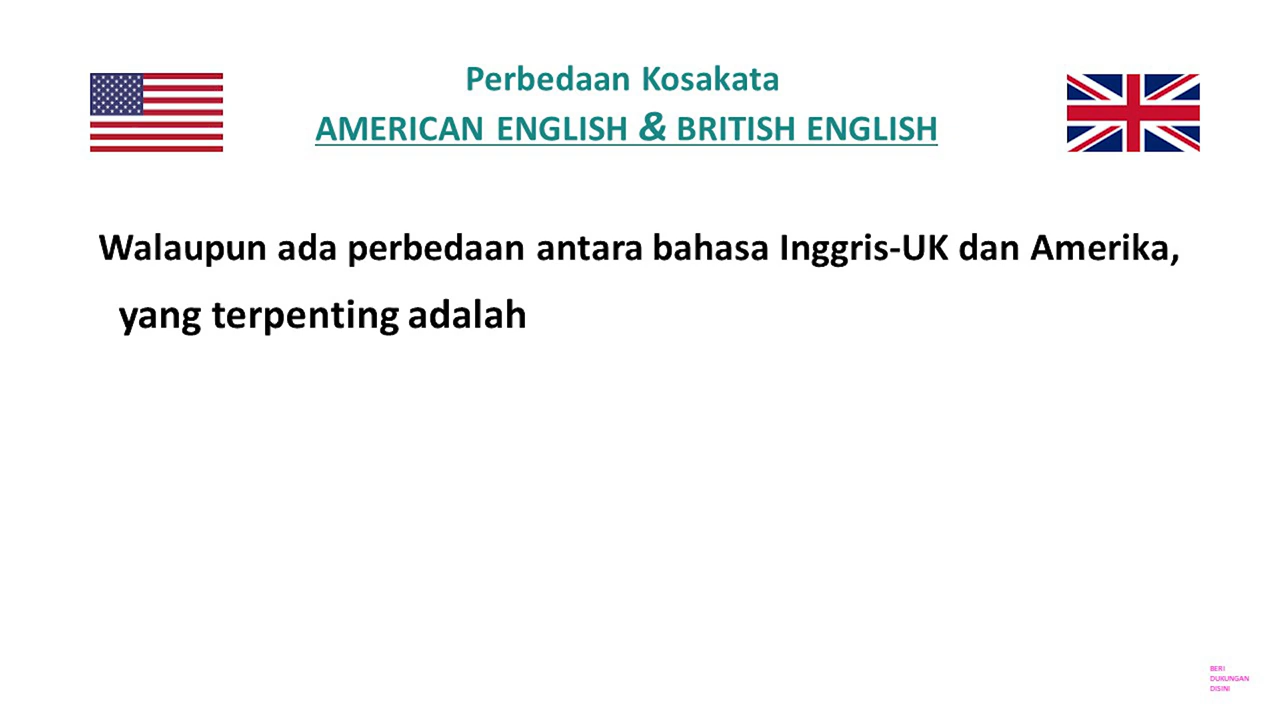 Perbedaan Kosakata
AMERICAN ENGLISH & BRITISH ENGLISH
Walaupun ada perbedaan antara bahasa Inggris-UK dan Amerika,
yang terpenting adalah
BERI
DUKUNGAN
DISINI